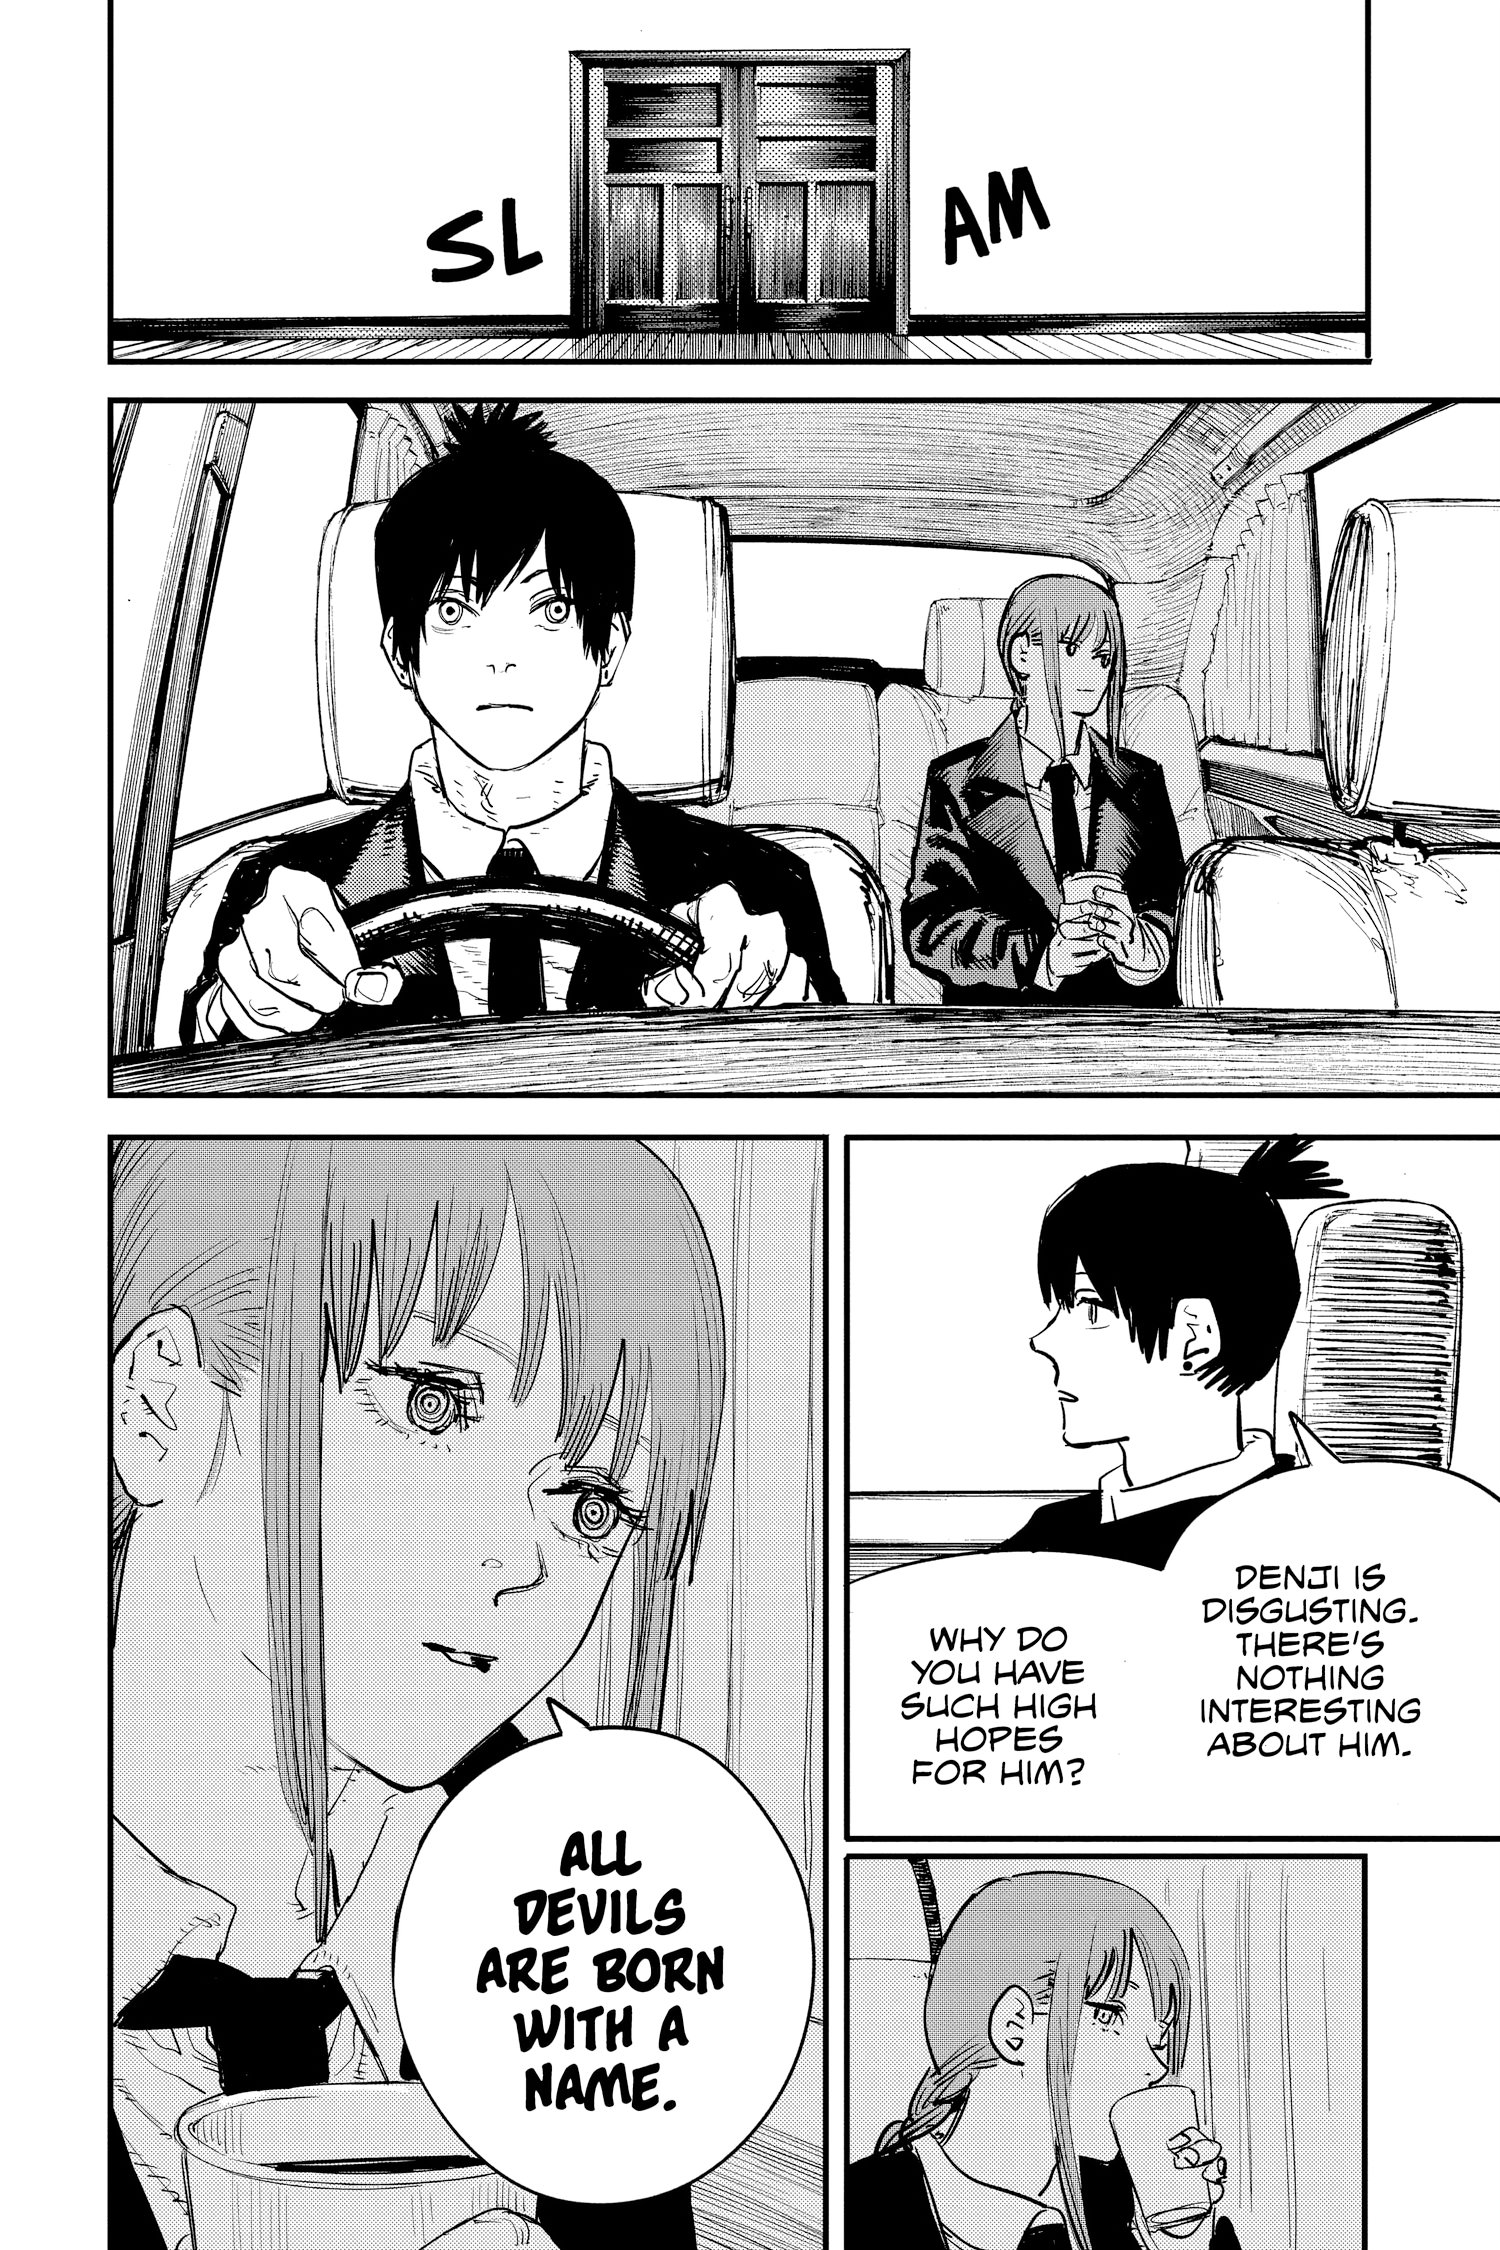 SL
AM
DENJI IS
DISGUSTING.
THERE'S
NOTHING
INTERESTING
ABOUT HIM.
WHY DO
YOU HAVE
SUCH HIGH
HOPES
FOR HIM?
ALL
DEVILS
ARE BORN
WITH A
NAME.